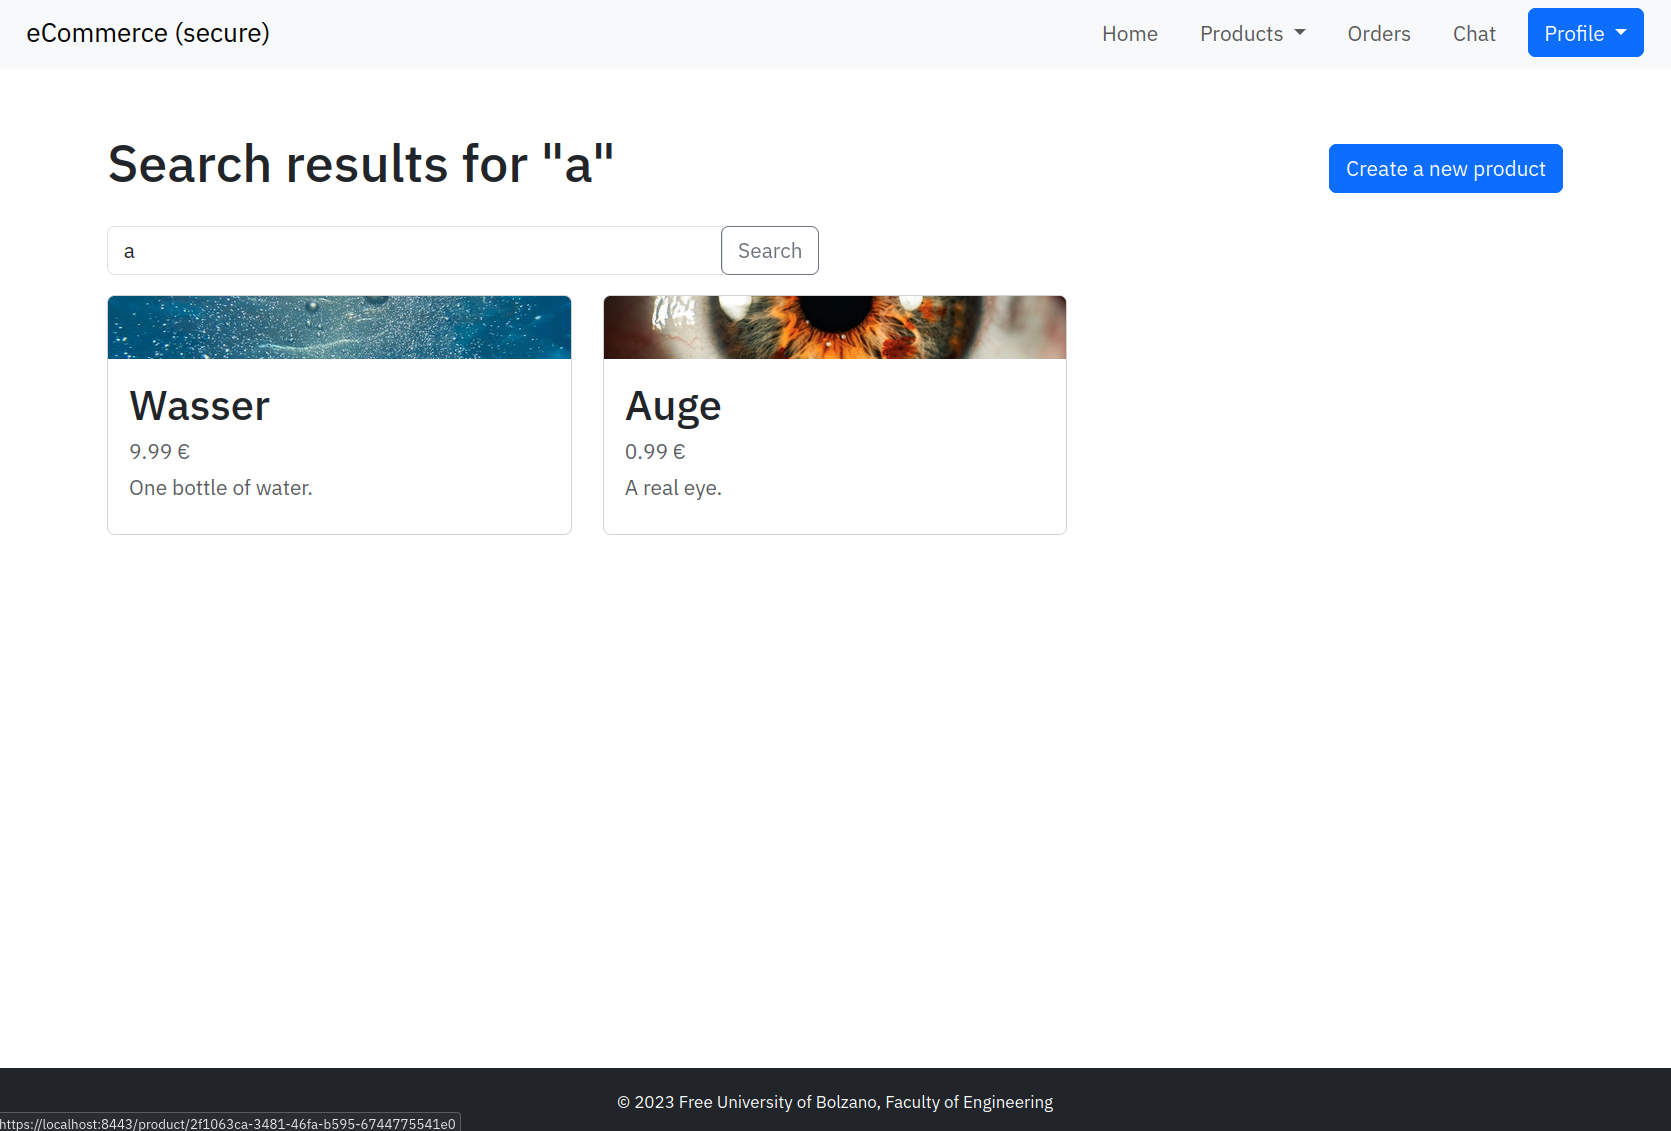 eCommerce (secure)
Home Products Orders Chat Profile
Search results for "a"
Create a new product
a
Search
Wasser
9.99 €
One bottle of water.
Auge
0.99 €
A real eye.
© 2023 Free University of Bolzano, Faculty of Engineering
https://localhost:8443/product/2f1063ca-3481-46fa-b595-6744775541e0